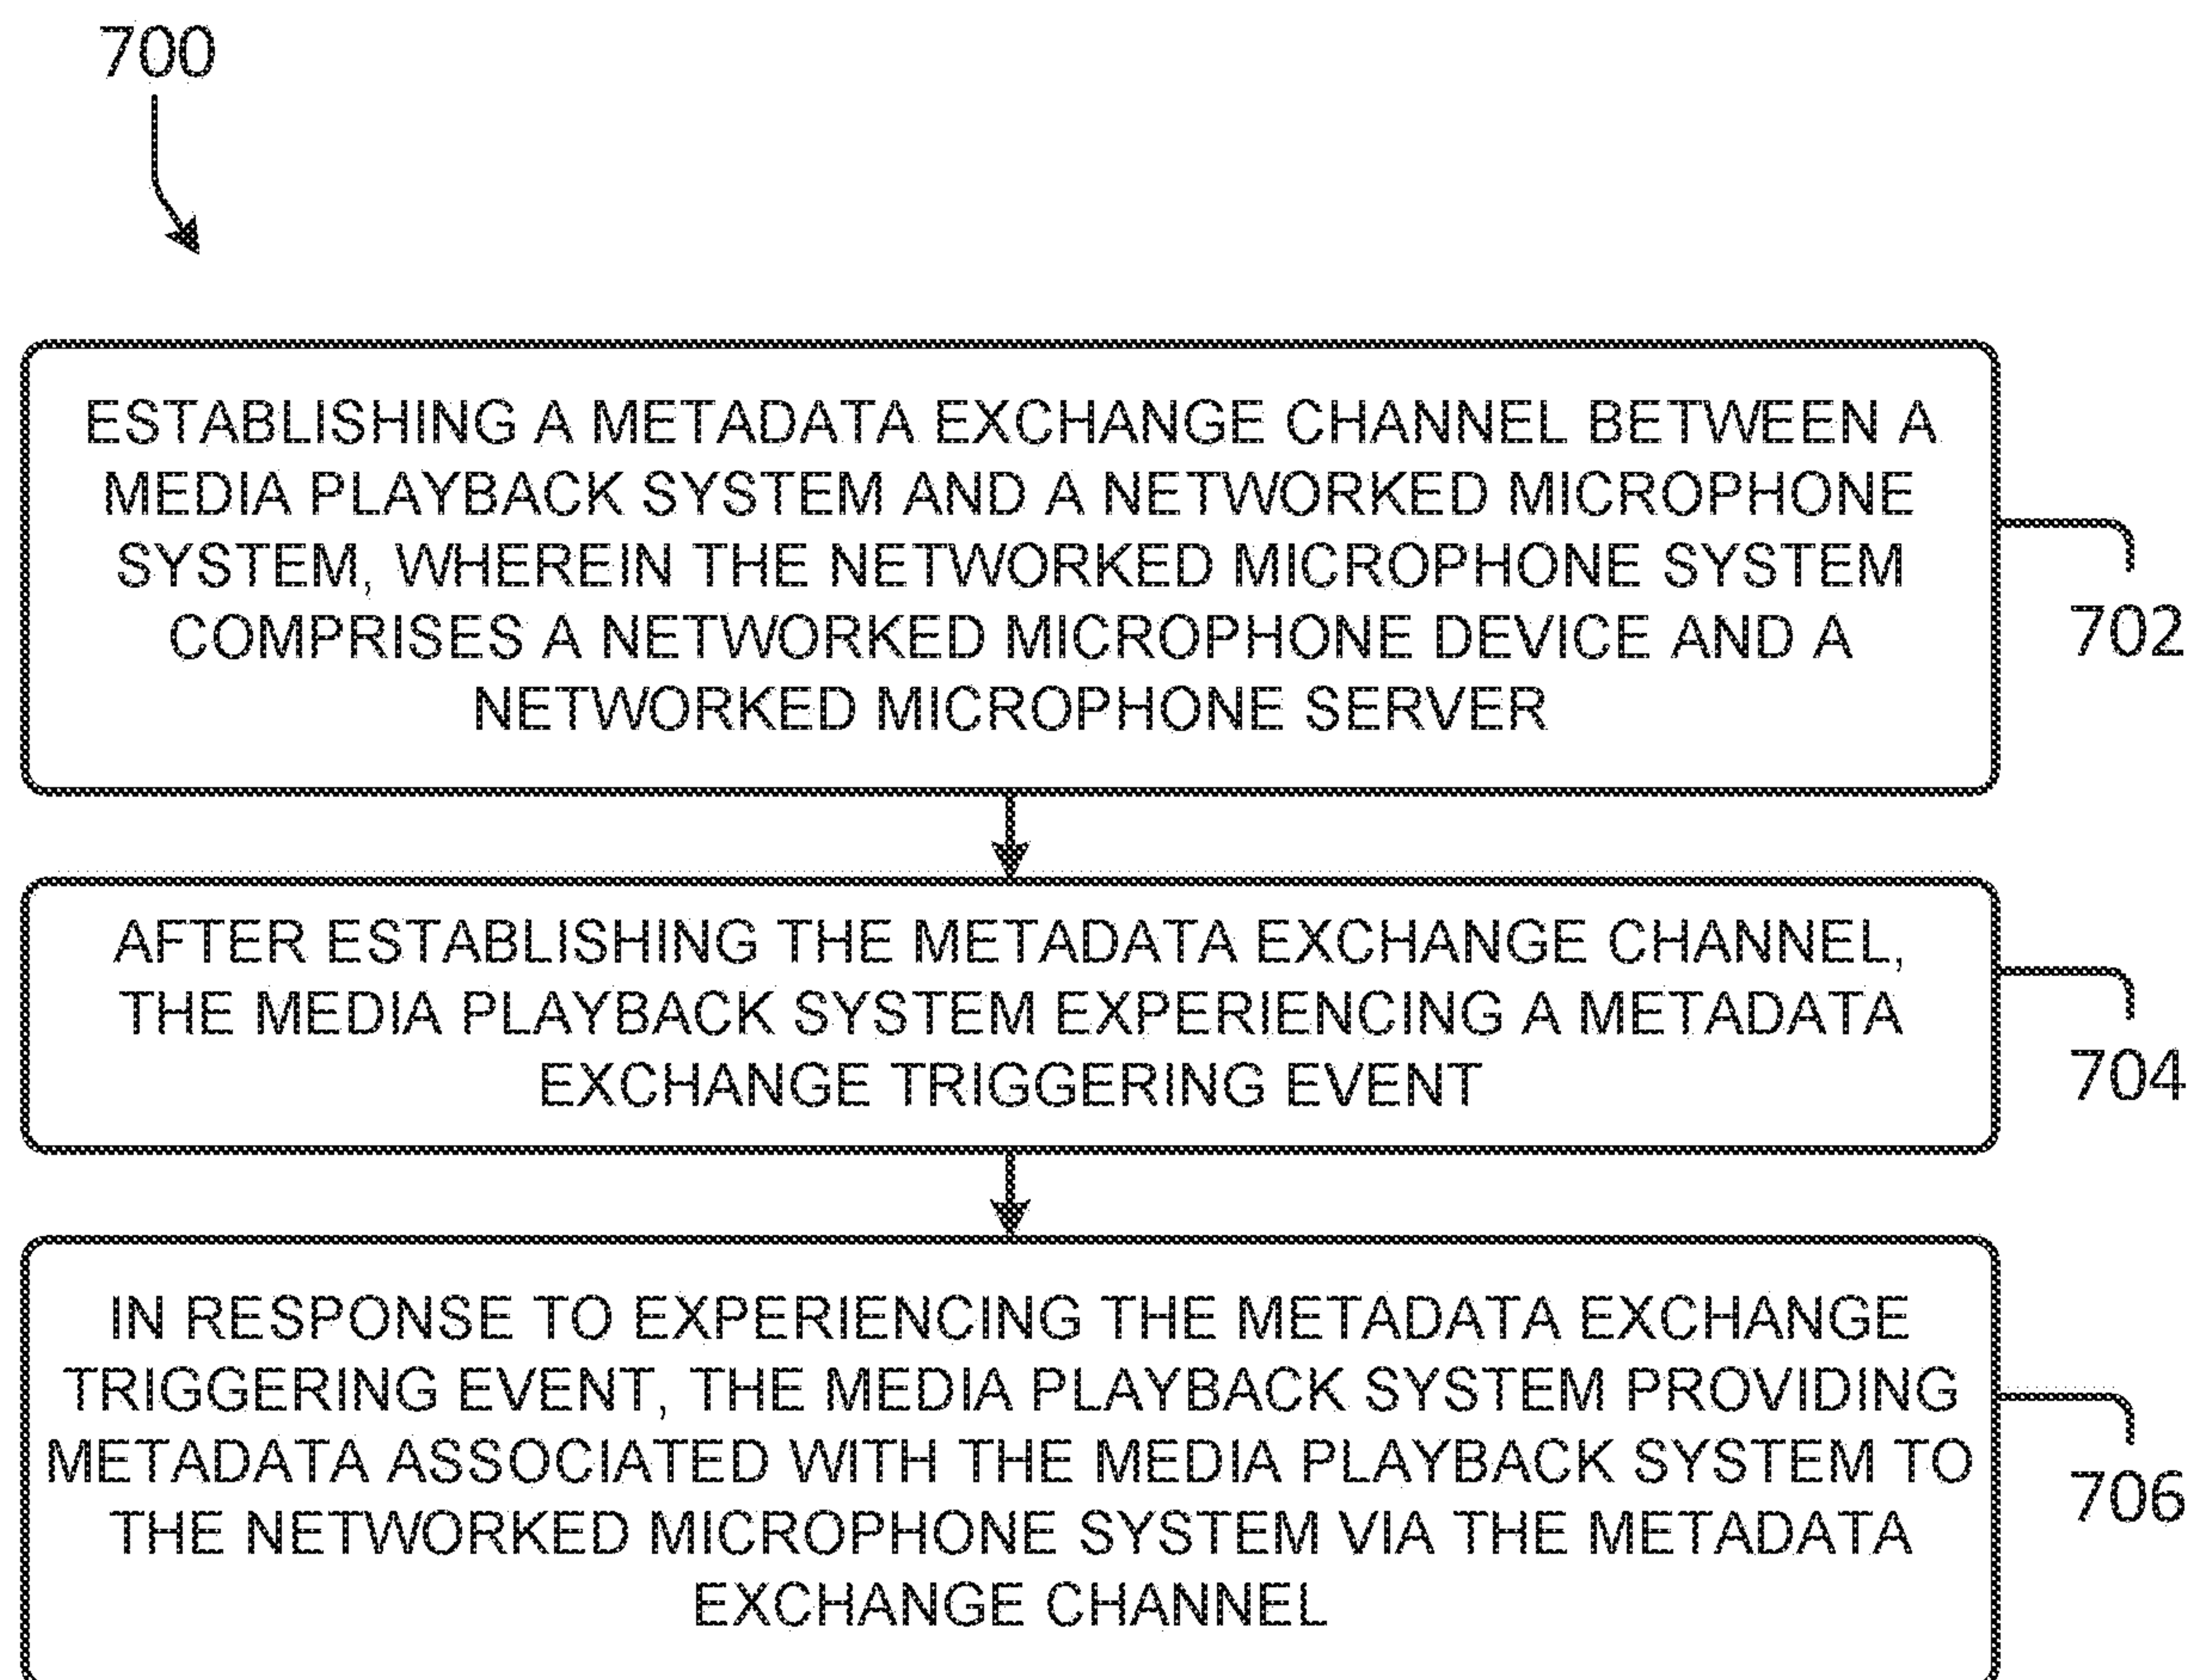 700
ESTABLISHING A METADATA EXCHANGE CHANNEL BETWEEN A
MEDIA PLAYBACK SYSTEM AND A NETWORKED MICROPHONE
SYSTEM, WHEREIN THE NETWORKED MICROPHONE SYSTEM
COMPRISES A NETWORKED MICROPHONE DEVICE AND A
NETWORKED MICROPHONE SERVER
702
AFTER ESTABLISHING THE METADATA EXCHANGE CHANNEL,
THE MEDIA PLAYBACK SYSTEM EXPERIENCING A METADATA
EXCHANGE TRIGGERING EVENT
704
IN RESPONSE TO EXPERIENCING THE METADATA EXCHANGE
TRIGGERING EVENT, THE MEDIA PLAYBACK SYSTEM PROVIDING
METADATA ASSOCIATED WITH THE MEDIA PLAYBACK SYSTEM TO
THE NETWORKED MICROPHONE SYSTEM VIA THE METADATA
EXCHANGE CHANNEL
706